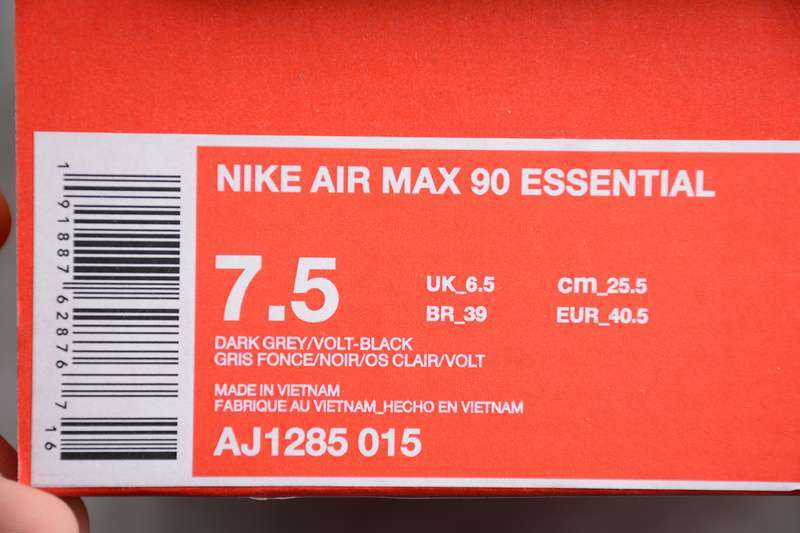 NIKE AIR MAX 90 ESSENTIAL
7.5
UK_6.5 cm_25.5
BR_39 EUR_40.5
DARK GREY/VOLT-BLACK
GRIS FONCE/NOIR/OS CLAIR/VOLT
MADE IN VIETNAM
FABRIQUE AU VIETNAM_HECHO EN VIETNAM
AJ1285 015
1 91887 62876 7 16